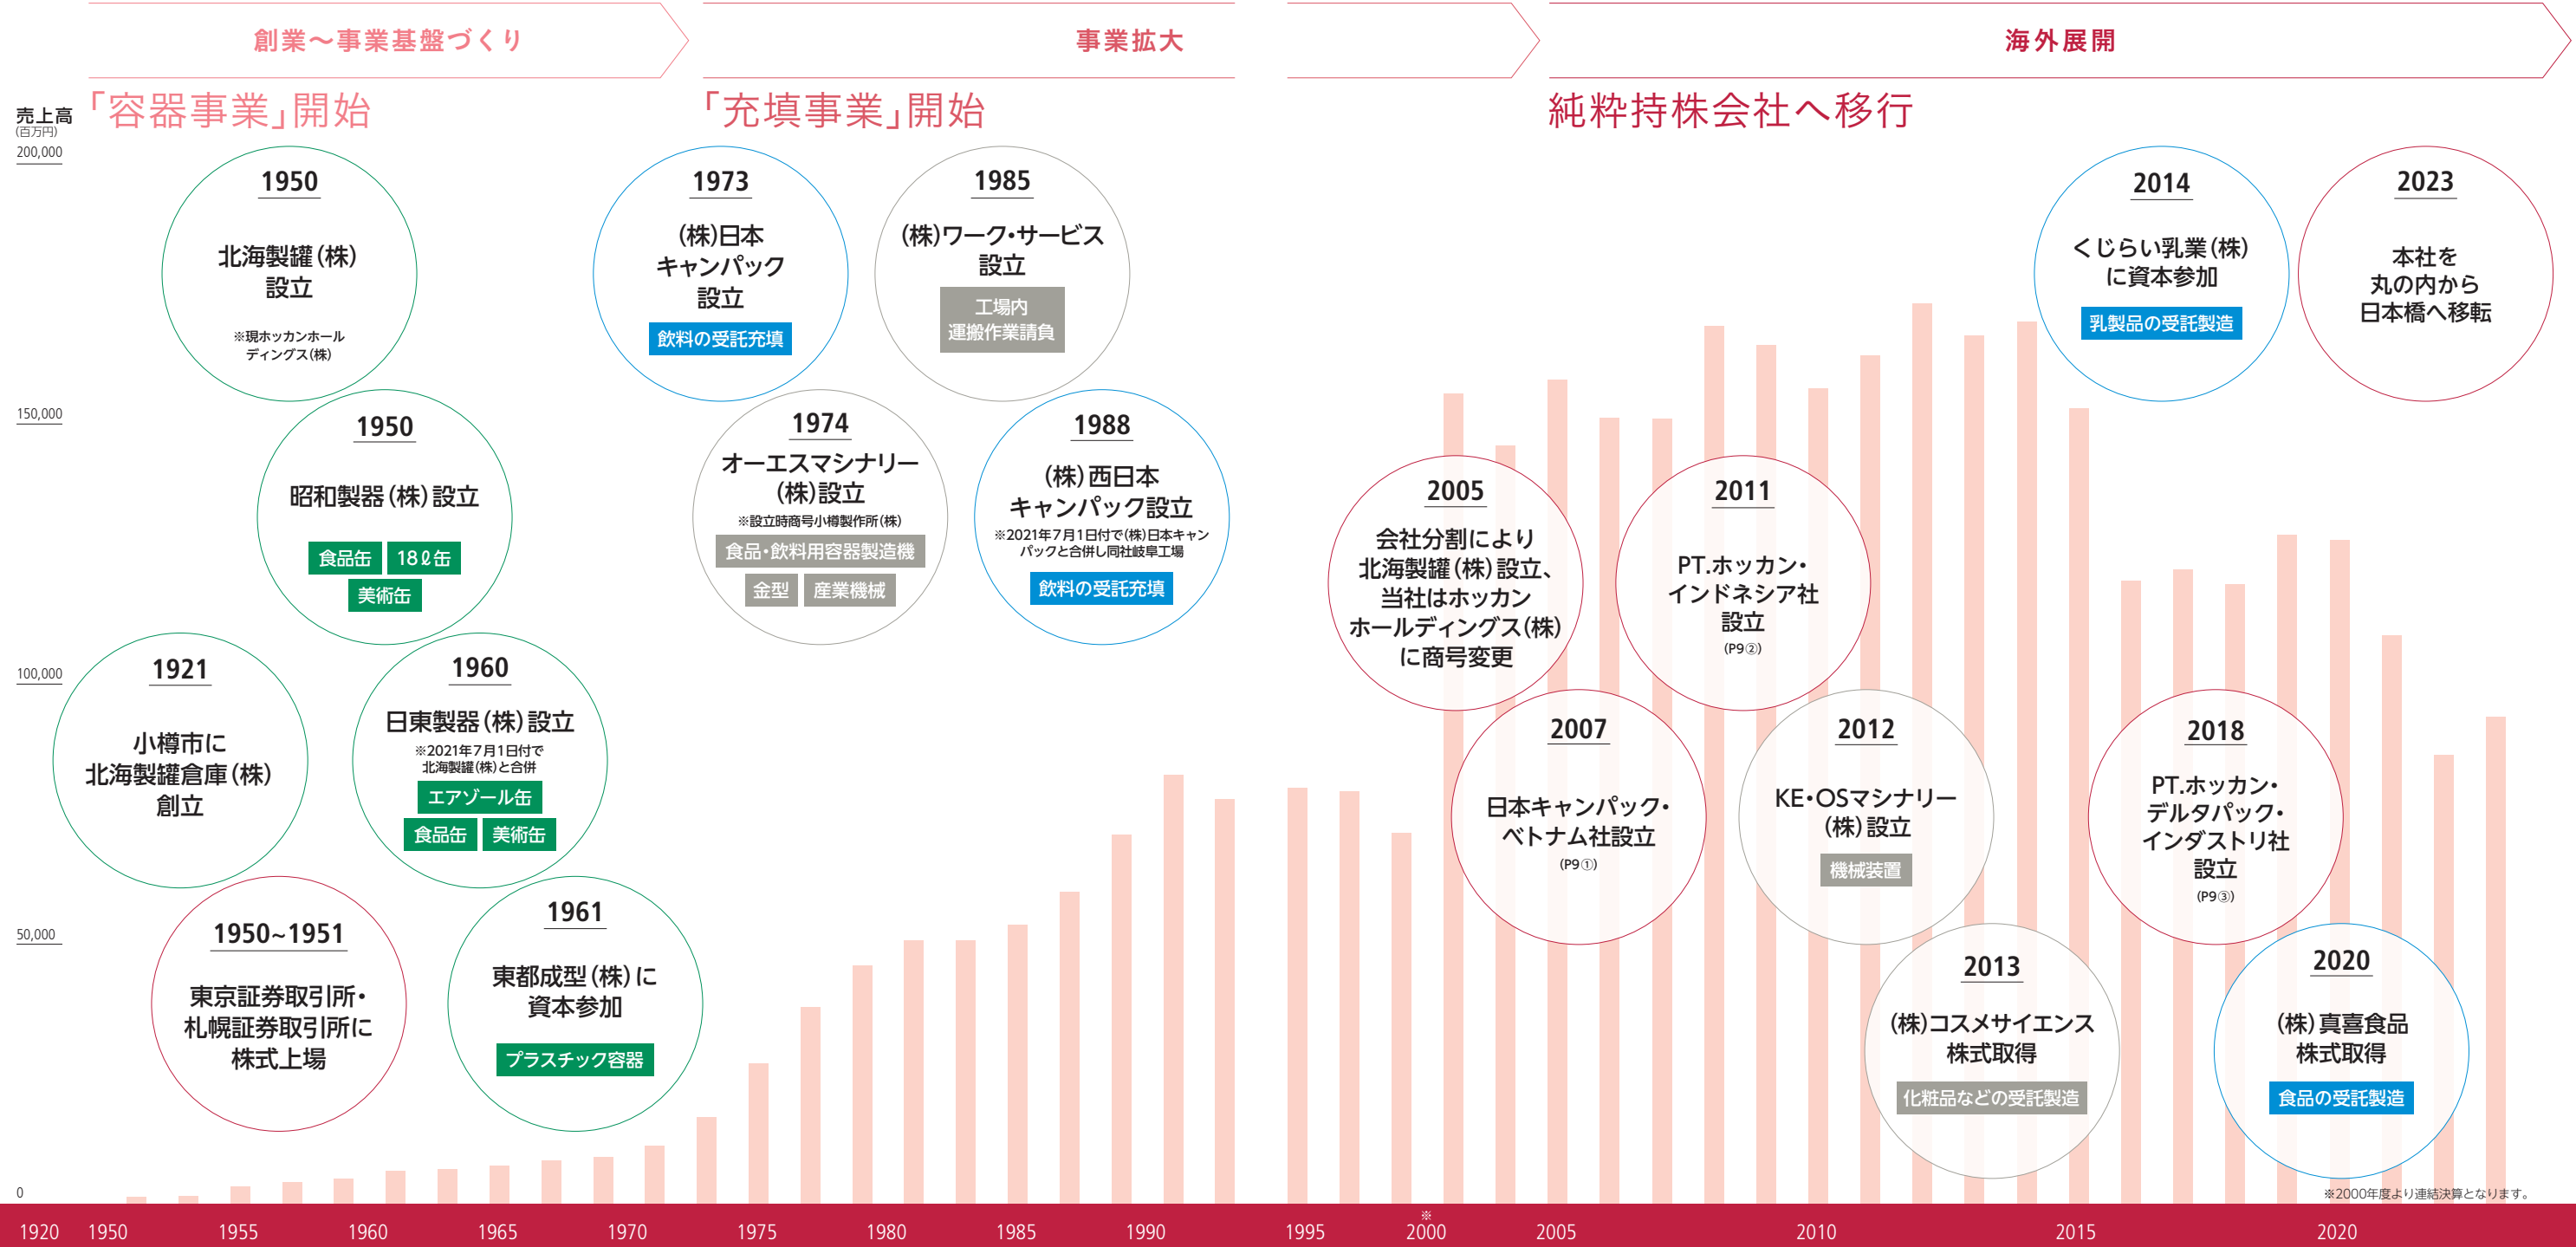 創業～事業基盤づくり
事業拡大
海外展開
「容器事業」開始
「充填事業」開始
純粋持株会社へ移行
売上高
(百万円)
200,000
150,000
100,000
50,000
0
1950
北海製罐(株)
設立
※現ホッカンホール
ディングス(株)
1950
昭和製器(株)設立
食品缶 18ℓ缶
美術缶
1921
小樽市に
北海製罐倉庫(株)
創立
1960
日東製器(株)設立
※2021年7月1日付で
北海製罐(株)と合併
エアゾール缶
食品缶 美術缶
1950~1951
東京証券取引所・
札幌証券取引所に
株式上場
1961
東都成型(株)に
資本参加
プラスチック容器
1973
(株)日本
キャンパック
設立
飲料の受託充填
1985
(株)ワーク・サービス
設立
工場内
運搬作業請負
1974
オーエスマシナリー
(株)設立
※設立時商号小樽製作所(株)
食品・飲料用容器製造機
金型 産業機械
1988
(株)西日本
キャンパック設立
※2021年7月1日付で(株)日本キャン
パックと合併し同社岐阜工場
飲料の受託充填
2005
会社分割により
北海製罐(株)設立、
当社はホッカン
ホールディングス(株)
に商号変更
2007
日本キャンパック・
ベトナム社設立
(P9①)
2011
PT.ホッカン・
インドネシア社
設立
(P9②)
2012
KE・OSマシナリー
(株)設立
機械装置
2013
(株)コスメサイエンス
株式取得
化粧品などの受託製造
2014
くじらい乳業(株)
に資本参加
乳製品の受託製造
2018
PT.ホッカン・
デルタパック・
インダストリ社
設立
(P9③)
2020
(株)真喜食品
株式取得
食品の受託製造
2023
本社を
丸の内から
日本橋へ移転
※2000年度より連結決算となります。
※
1920 1950 1955 1960 1965 1970 1975 1980 1985 1990 1995 2000 2005 2010 2015 2020